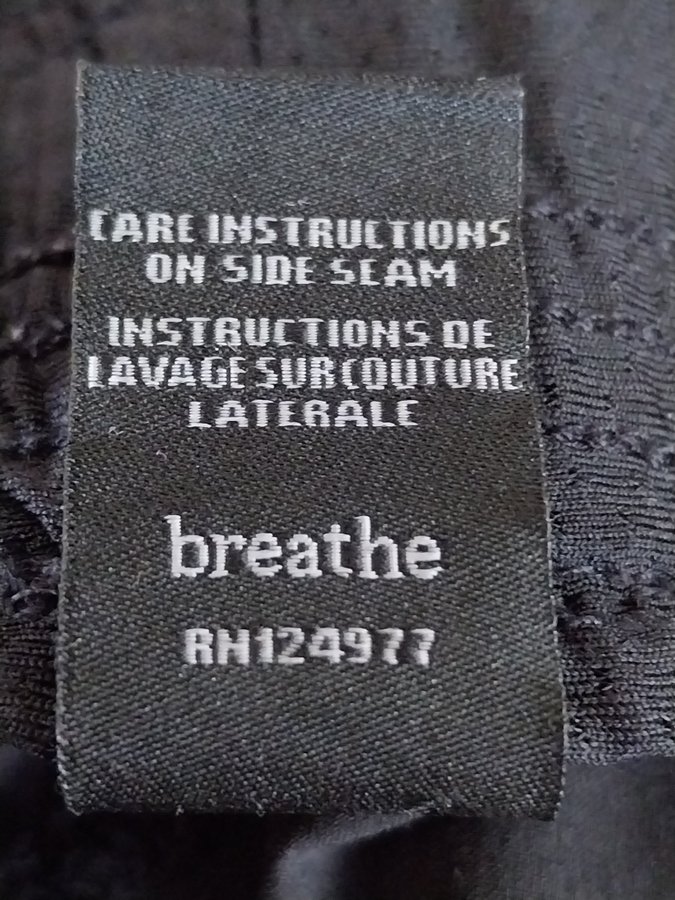 CARE INSTRUCTIONS
ON SIDE SEAM
INSTRUCTIONS DE
LAVAGE SUR COUTURE
LATERALE
breathe
RN124977